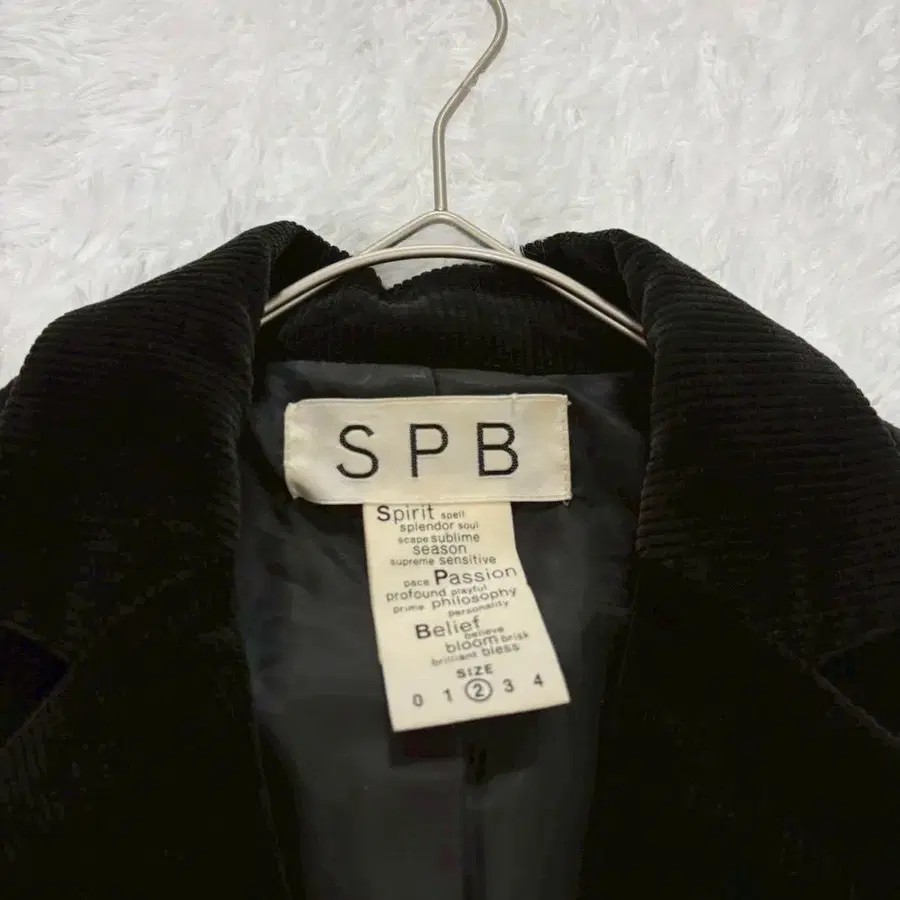 SPB
Spirit spell
splendor soul
scape sublime
season
supreme sensitive
pace Passion
profound playful
prime philosophy
personality
Belief
believe
bloom brisk
brilliant bless
SIZE
0 1 2 3 4